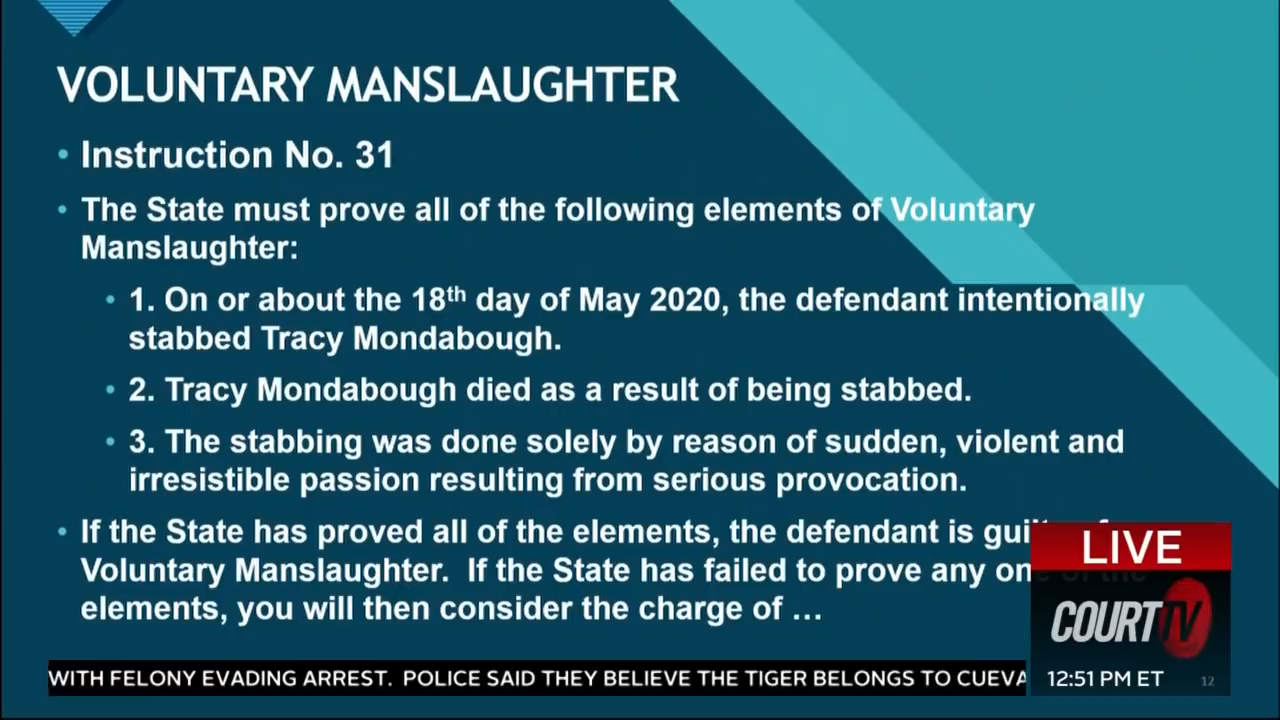 VOLUNTARY MANSLAUGHTER
• Instruction No. 31
• The State must prove all of the following elements of Voluntary
Manslaughter:
• 1. On or about the 18th day of May 2020, the defendant intentionally
stabbed Tracy Mondabough.
• 2. Tracy Mondabough died as a result of being stabbed.
• 3. The stabbing was done solely by reason of sudden, violent and
irresistible passion resulting from serious provocation.
• If the State has proved all of the elements, the defendant is
Voluntary Manslaughter. If the State has failed to prove any one of the
elements, you will then consider the charge of …
LIVE
COURT TV
12:51 PM ET
12
WITH FELONY EVADING ARREST. POLICE SAID THEY BELIEVE THE TIGER BELONGS TO CUEVA